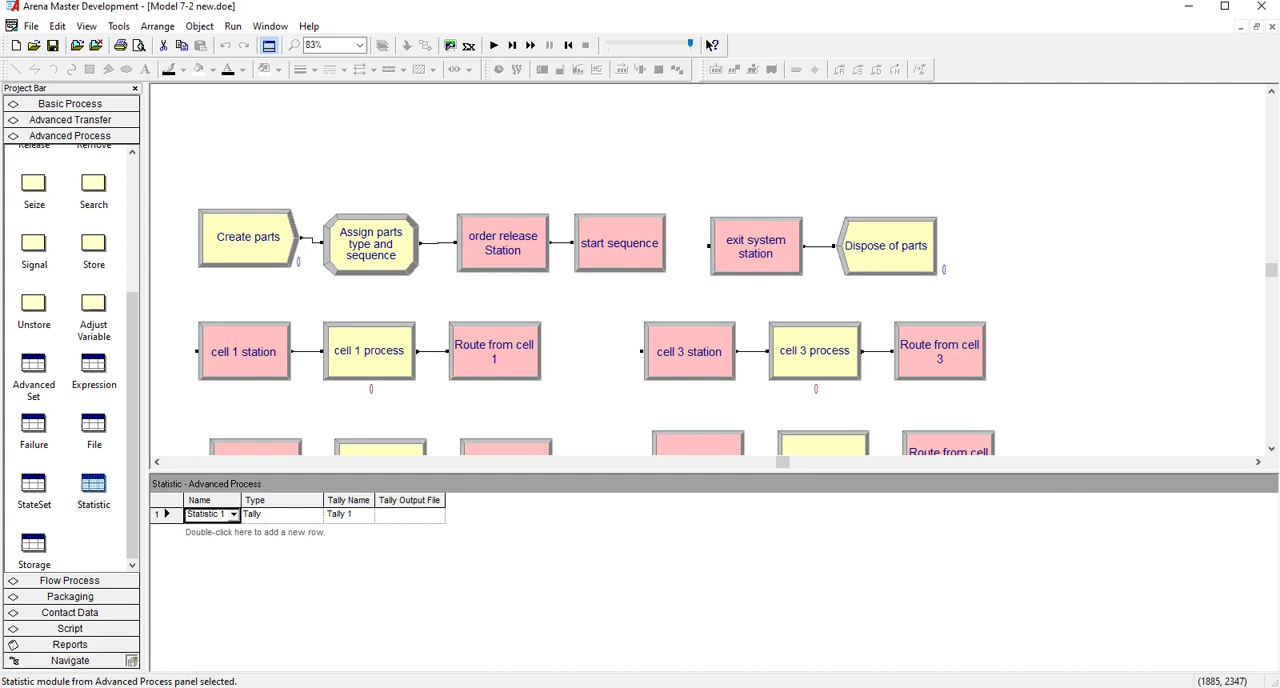 Arena Master Development - [Model 7-2 new.doe]
File Edit View Tools Arrange Object Run Window Help
83%
Project Bar
Basic Process
Advanced Transfer
Advanced Process
Release Remove
Seize Search
Signal Store
Unstore Adjust
Variable
Advanced
Set
Expression
Failure File
StateSet Statistic
Storage
Flow Process
Packaging
Contact Data
Script
Reports
Navigate
Create parts
0
Assign parts
type and
sequence
order release
Station
start sequence
exit system
station
Dispose of parts
0
cell 1 station
cell 1 process
0
Route from cell
1
cell 3 station
cell 3 process
0
Route from cell
3
Route from cell
Statistic - Advanced Process
Name Type Tally Name Tally Output File
1 Statistic 1 Tally Tally 1
Double-click here to add a new row.
Statistic module from Advanced Process panel selected.
(1885, 2347)